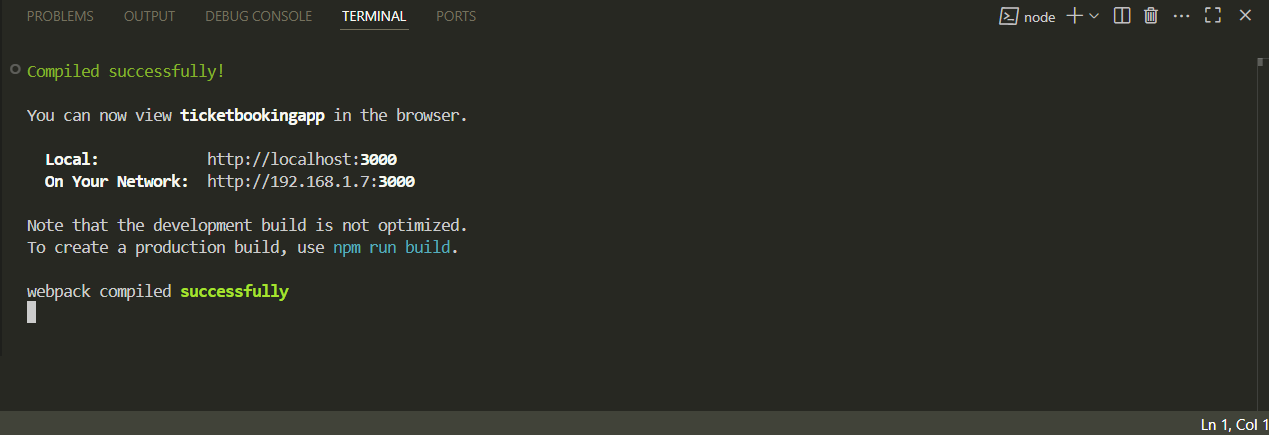 PROBLEMS OUTPUT DEBUG CONSOLE TERMINAL PORTS node
Compiled successfully!
You can now view ticketbookingapp in the browser.
Local: http://localhost:3000
On Your Network: http://192.168.1.7:3000
Note that the development build is not optimized.
To create a production build, use npm run build.
webpack compiled successfully
Ln 1, Col 1